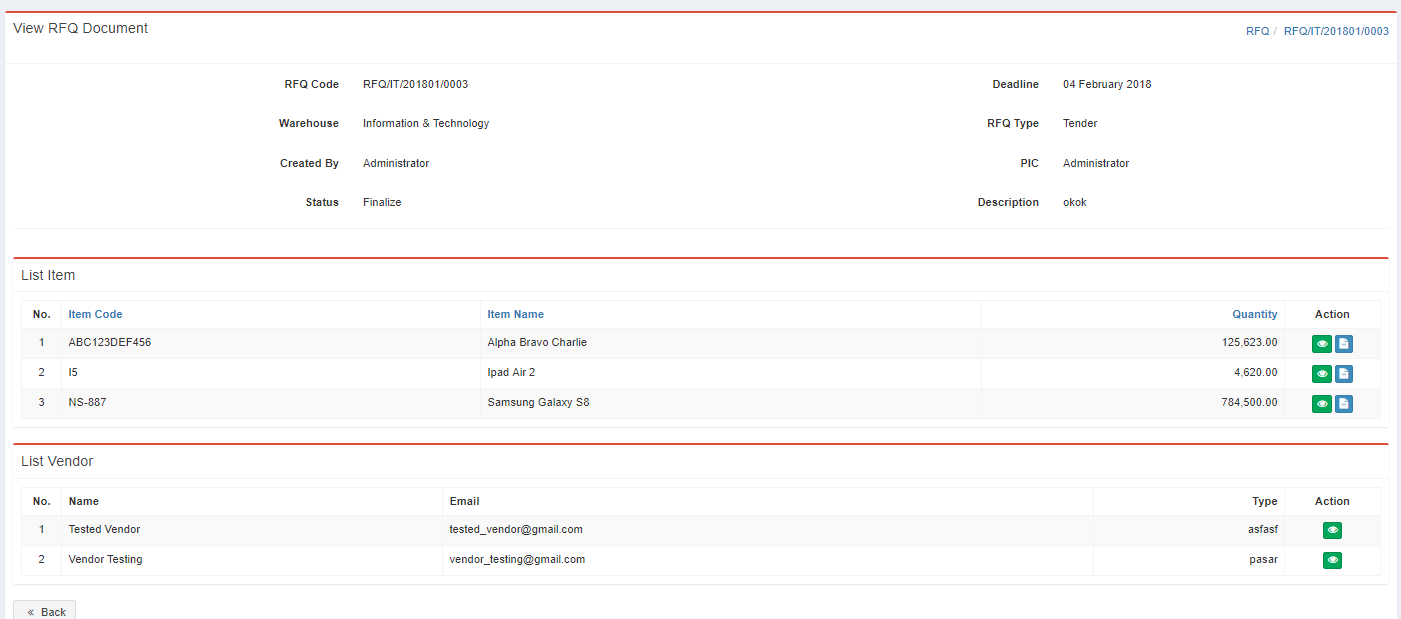 View RFQ Document
RFQ / RFQ/IT/201801/0003
RFQ Code RFQ/IT/201801/0003 Deadline 04 February 2018
Warehouse Information & Technology RFQ Type Tender
Created By Administrator PIC Administrator
Status Finalize Description okok
List Item
No. Item Code Item Name Quantity Action
1 ABC123DEF456 Alpha Bravo Charlie 125,623.00
2 I5 Ipad Air 2 4,620.00
3 NS-887 Samsung Galaxy S8 784,500.00
List Vendor
No. Name Email Type Action
1 Tested Vendor tested_vendor@gmail.com asfasf
2 Vendor Testing vendor_testing@gmail.com pasar
« Back